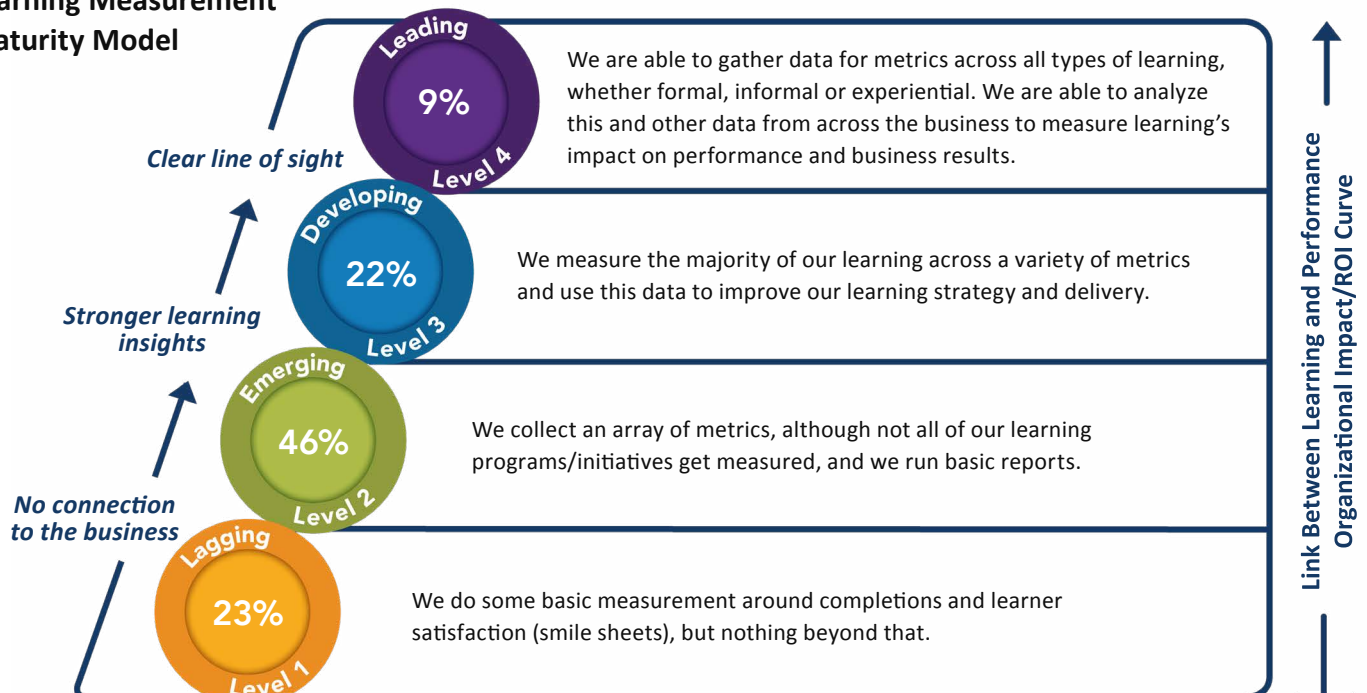 Model
Leading
9%
Level 4
We are able to gather data for metrics across all types of learning,
whether formal, informal or experiential. We are able to analyze
this and other data from across the business to measure learning’s
impact on performance and business results.
Clear line of sight
Developing
22%
Level 3
We measure the majority of our learning across a variety of metrics
and use this data to improve our learning strategy and delivery.
Stronger learning
insights
Emerging
46%
Level 2
We collect an array of metrics, although not all of our learning
programs/initiatives get measured, and we run basic reports.
No connection
to the business
Lagging
23%
Level 1
We do some basic measurement around completions and learner
satisfaction (smile sheets), but nothing beyond that.
Link Between Learning and Performance
Organizational Impact/ROI Curve